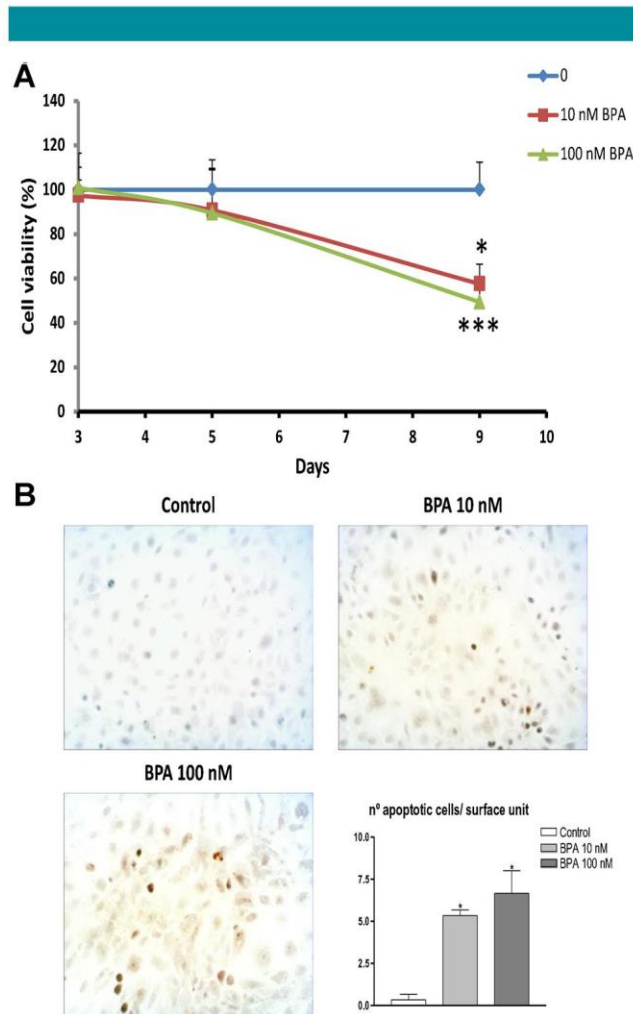 A
0
10 nM BPA
100 nM BPA
140
120
100
80
60
40
20
0
Cell viability (%)
*
***
3 4 5 6 7 8 9 10
Days
B
Control
BPA 10 nM
BPA 100 nM
nº apoptotic cells/ surface unit
Control
BPA 10 nM
BPA 100 nM
10.0
7.5
5.0
2.5
0.0
*
*